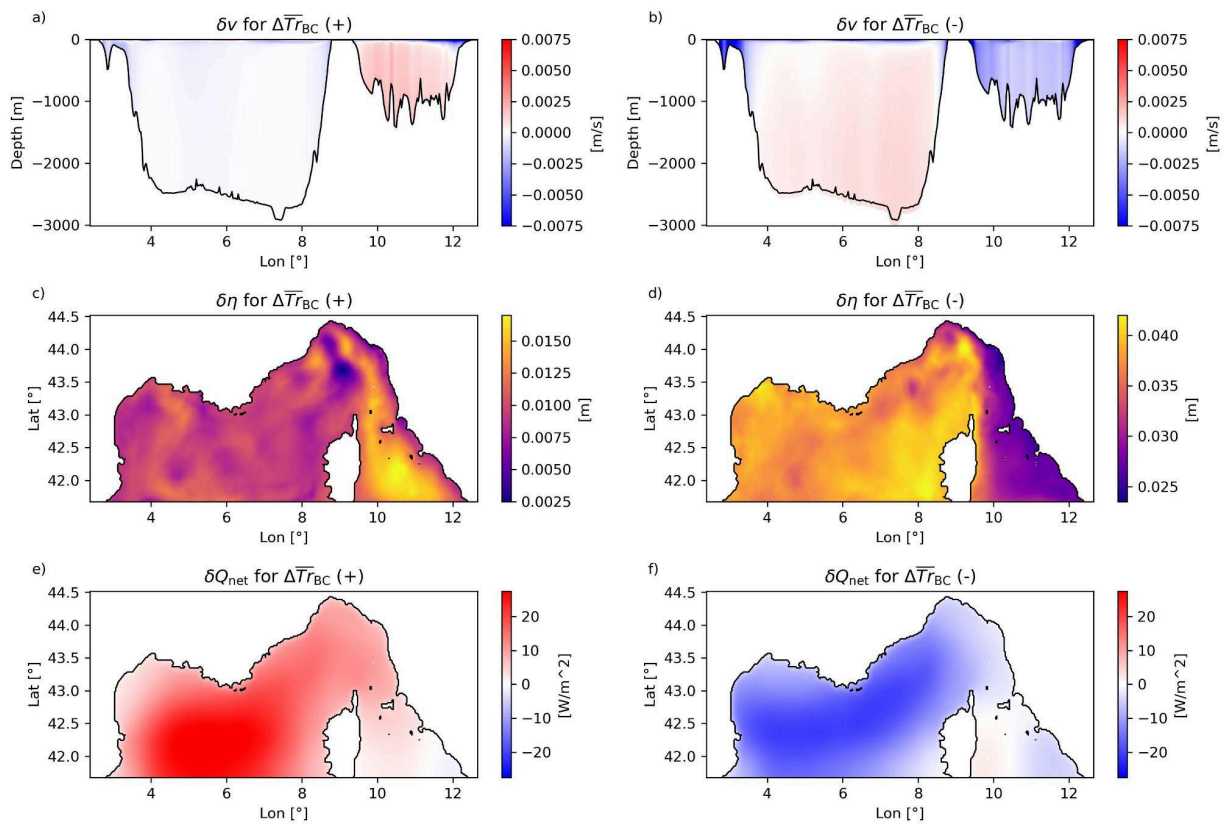 a)
δv for ΔT̅r̅_BC (+)
0
−1000
−2000
−3000
Depth [m]
4 6 8 10 12
Lon [°]
0.0075
0.0050
0.0025
0.0000
−0.0025
−0.0050
−0.0075
[m/s]
b)
δv for ΔT̅r̅_BC (-)
0
−1000
−2000
−3000
Depth [m]
4 6 8 10 12
Lon [°]
0.0075
0.0050
0.0025
0.0000
−0.0025
−0.0050
−0.0075
[m/s]
c)
δη for ΔT̅r̅_BC (+)
44.5
44.0
43.5
43.0
42.5
42.0
Lat [°]
4 6 8 10 12
Lon [°]
0.0150
0.0125
0.0100
0.0075
0.0050
0.0025
[m]
d)
δη for ΔT̅r̅_BC (-)
44.5
44.0
43.5
43.0
42.5
42.0
Lat [°]
4 6 8 10 12
Lon [°]
0.040
0.035
0.030
0.025
[m]
e)
δQ_net for ΔT̅r̅_BC (+)
44.5
44.0
43.5
43.0
42.5
42.0
Lat [°]
4 6 8 10 12
Lon [°]
20
10
0
−10
−20
[W/m^2]
f)
δQ_net for ΔT̅r̅_BC (-)
44.5
44.0
43.5
43.0
42.5
42.0
Lat [°]
4 6 8 10 12
Lon [°]
20
10
0
−10
−20
[W/m^2]